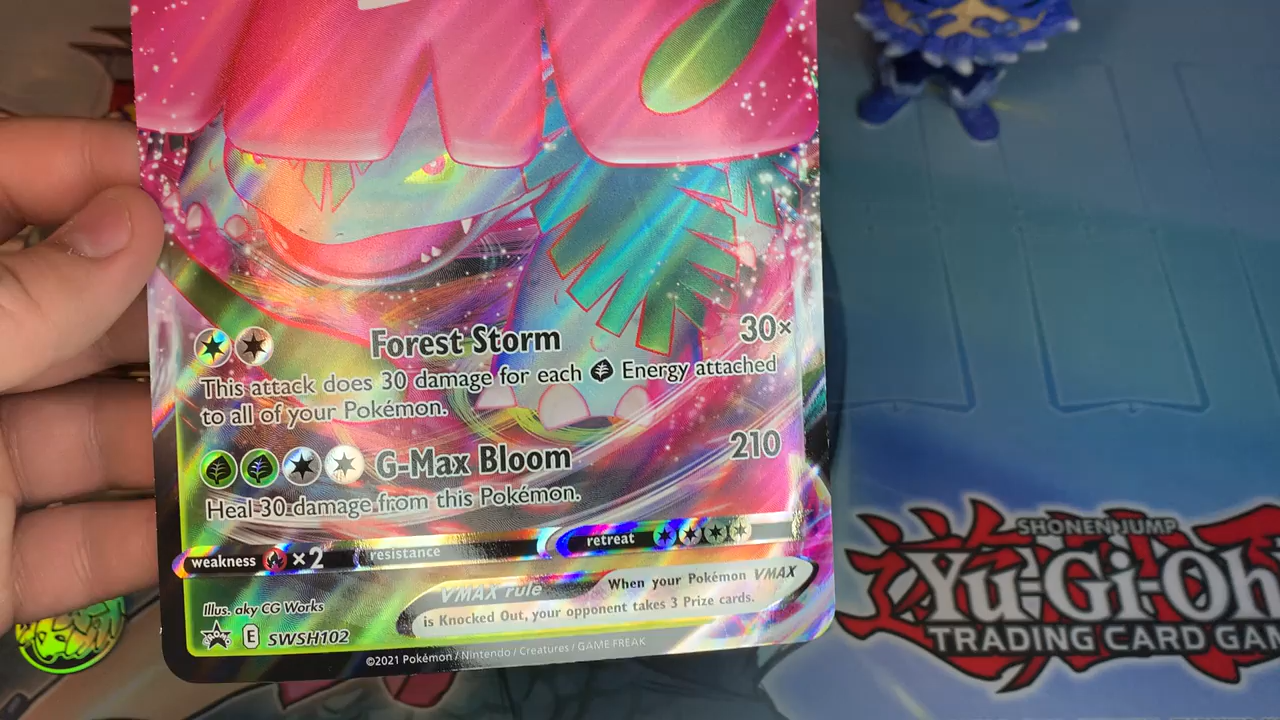 Forest Storm 30×
This attack does 30 damage for each Energy attached
to all of your Pokémon.
G-Max Bloom 210
Heal 30 damage from this Pokémon.
weakness ×2 resistance retreat
VMAX rule When your Pokémon VMAX
is Knocked Out, your opponent takes 3 Prize cards.
Illus. aky CG Works
PROMO E SWSH102
©2021 Pokémon / Nintendo / Creatures / GAME FREAK
SHONEN JUMP
Yu-Gi-Oh
TRADING CARD GAM